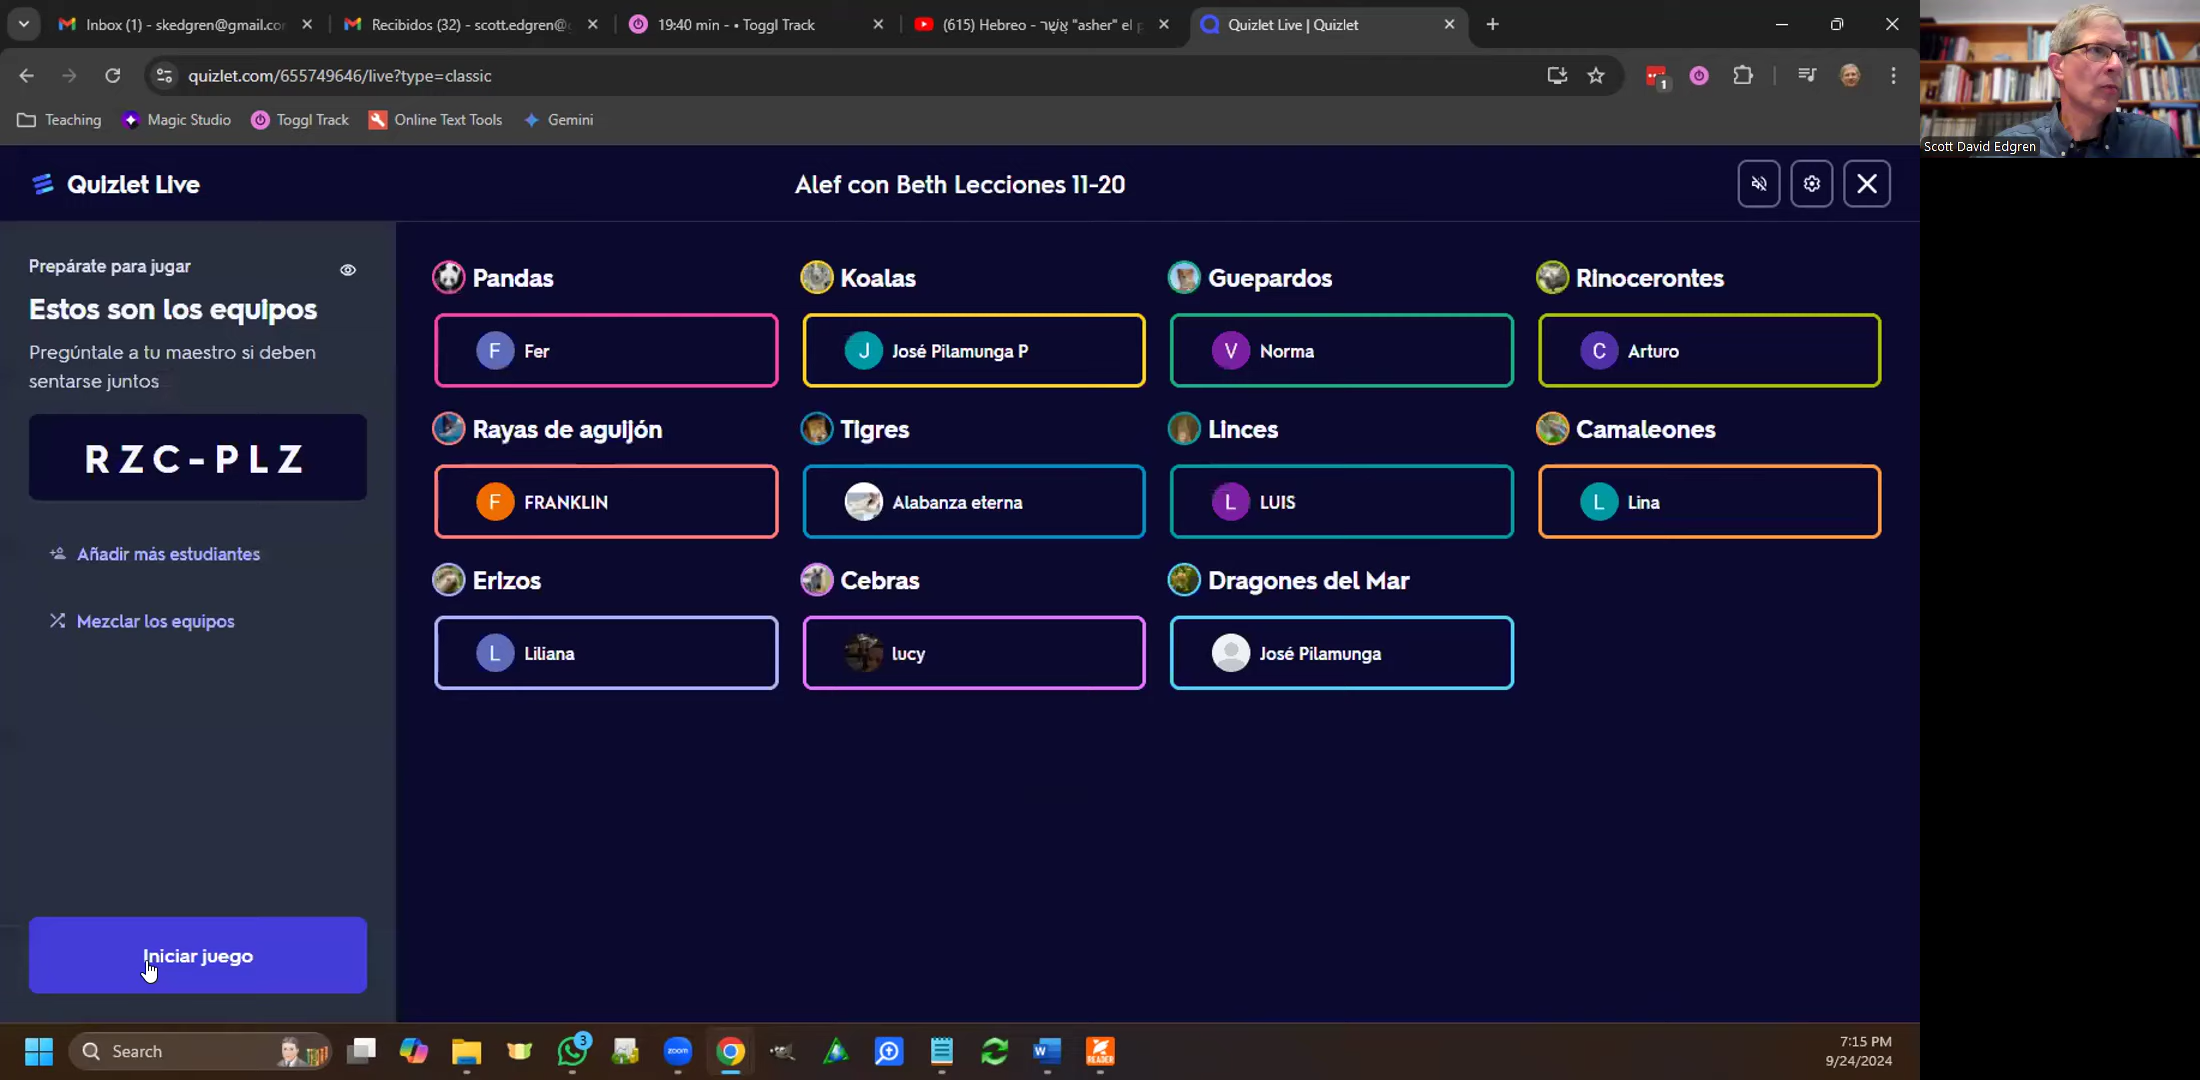 Inbox (1) - skedgren@gmail.co
Recibidos (32) - scott.edgren@
19:40 min - • Toggl Track
(615) Hebreo - אֲשֶׁר "asher" el p
Quizlet Live | Quizlet
quizlet.com/655749646/live?type=classic
1
Teaching
Magic Studio
Toggl Track
Online Text Tools
Gemini
Scott David Edgren
Quizlet Live
Alef con Beth Lecciones 11-20
Prepárate para jugar
Estos son los equipos
Pregúntale a tu maestro si deben
sentarse juntos
RZC-PLZ
Añadir más estudiantes
Mezclar los equipos
Iniciar juego
Pandas
F Fer
Koalas
J José Pilamunga P
Guepardos
V Norma
Rinocerontes
C Arturo
Rayas de aguijón
F FRANKLIN
Tigres
Alabanza eterna
Linces
L LUIS
Camaleones
L Lina
Erizos
L Liliana
Cebras
lucy
Dragones del Mar
José Pilamunga
Search
3
zoom
W
READER
7:15 PM
9/24/2024